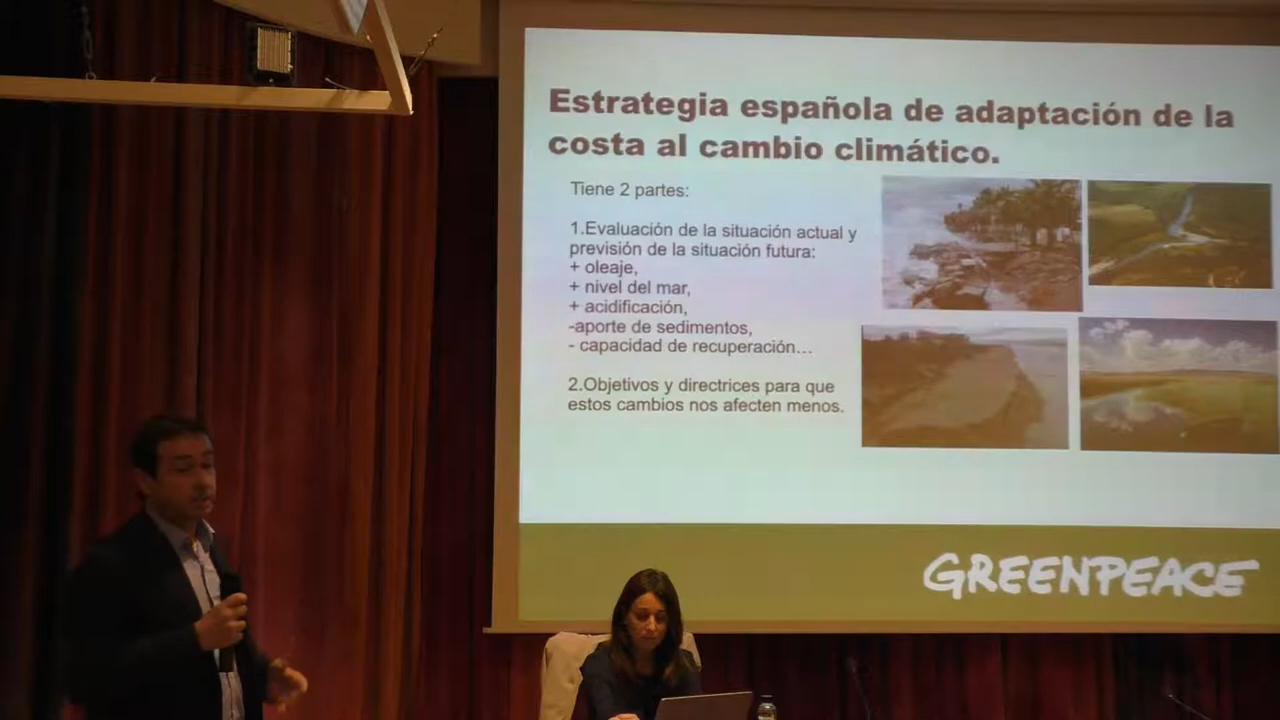 Estrategia española de adaptación de la
costa al cambio climático.
Tiene 2 partes:
1.Evaluación de la situación actual y
previsión de la situación futura:
+ oleaje,
+ nivel del mar,
+ acidificación,
-aporte de sedimentos,
- capacidad de recuperación...
2.Objetivos y directrices para que
estos cambios nos afecten menos.
GREENPEACE